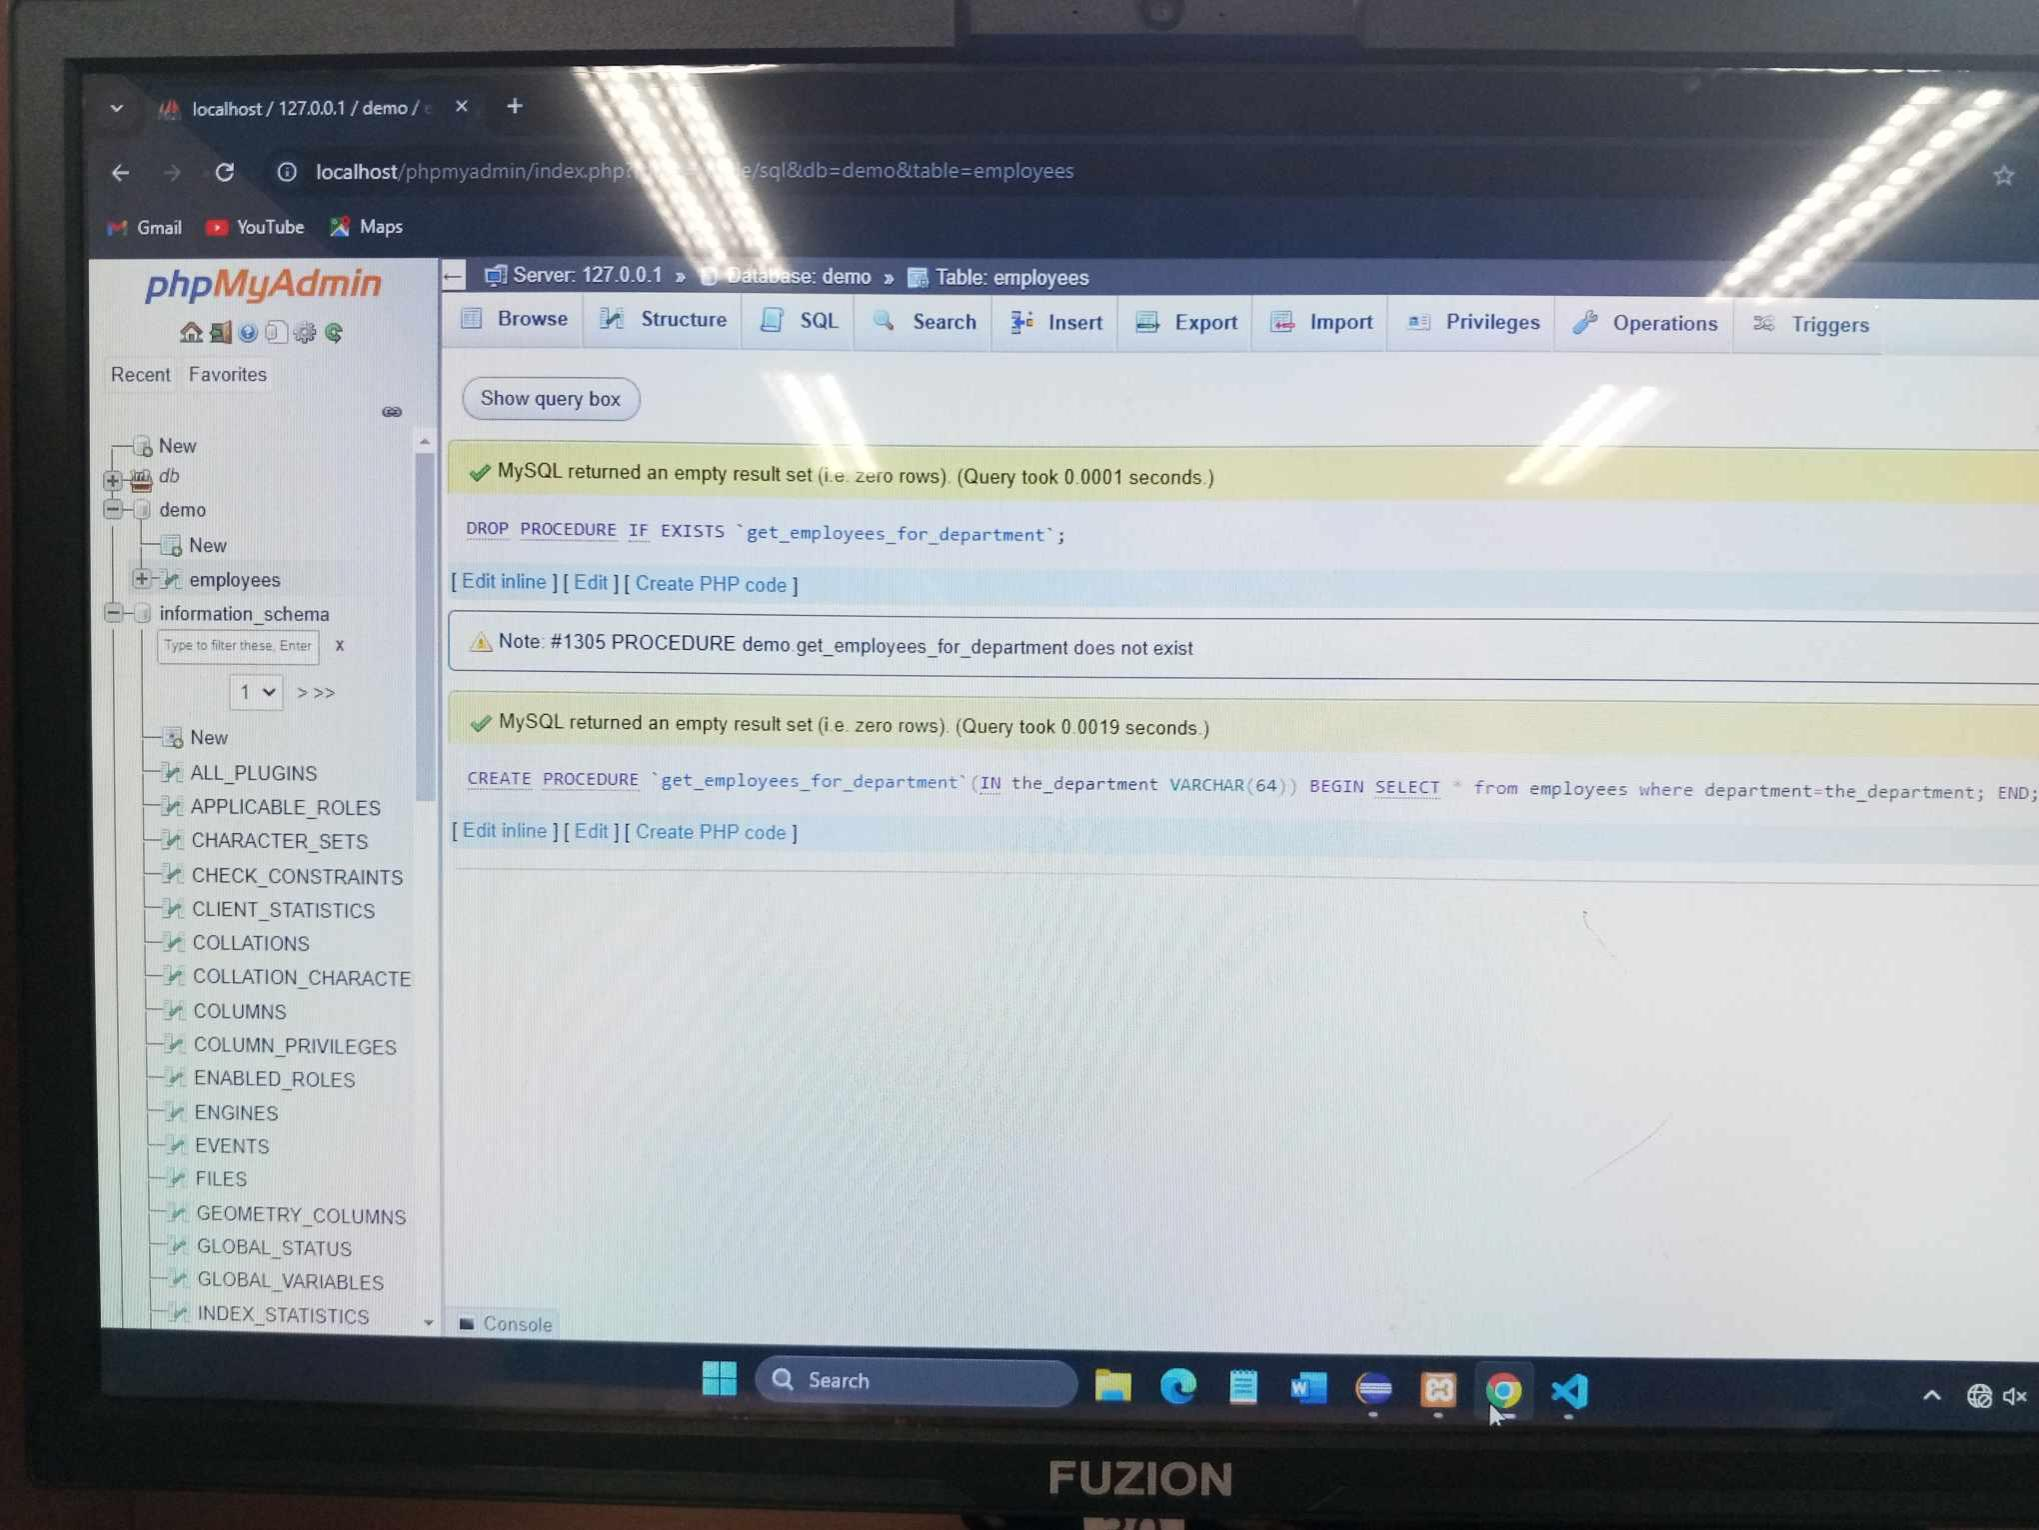 localhost / 127.0.0.1 / demo / e
localhost/phpmyadmin/index.php? e/sql&db=demo&table=employees
Gmail YouTube Maps
phpMyAdmin
Recent Favorites
New
db
demo
New
employees
information_schema
Type to filter these, Enter X
1 > >>
New
ALL_PLUGINS
APPLICABLE_ROLES
CHARACTER_SETS
CHECK_CONSTRAINTS
CLIENT_STATISTICS
COLLATIONS
COLLATION_CHARACTE
COLUMNS
COLUMN_PRIVILEGES
ENABLED_ROLES
ENGINES
EVENTS
FILES
GEOMETRY_COLUMNS
GLOBAL_STATUS
GLOBAL_VARIABLES
INDEX_STATISTICS
Server: 127.0.0.1 » Database: demo » Table: employees
Browse Structure SQL Search Insert Export Import Privileges Operations Triggers
Show query box
MySQL returned an empty result set (i.e. zero rows). (Query took 0.0001 seconds.)
DROP PROCEDURE IF EXISTS `get_employees_for_department`;
[ Edit inline ] [ Edit ] [ Create PHP code ]
Note: #1305 PROCEDURE demo.get_employees_for_department does not exist
MySQL returned an empty result set (i.e. zero rows). (Query took 0.0019 seconds.)
CREATE PROCEDURE `get_employees_for_department`(IN the_department VARCHAR(64)) BEGIN SELECT * from employees where department=the_department; END;
[ Edit inline ] [ Edit ] [ Create PHP code ]
Console
Search
FUZION